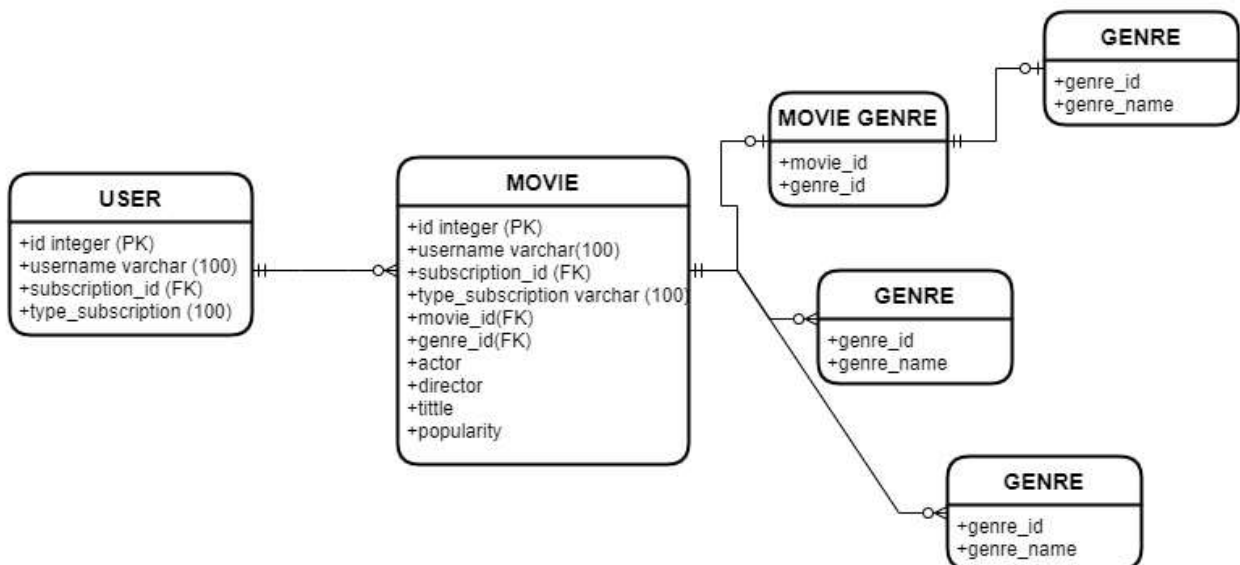 USER
+id integer (PK)
+username varchar (100)
+subscription_id (FK)
+type_subscription (100)
MOVIE
+id integer (PK)
+username varchar(100)
+subscription_id (FK)
+type_subscription varchar (100)
+movie_id(FK)
+genre_id(FK)
+actor
+director
+tittle
+popularity
MOVIE GENRE
+movie_id
+genre_id
GENRE
+genre_id
+genre_name
GENRE
+genre_id
+genre_name
GENRE
+genre_id
+genre_name